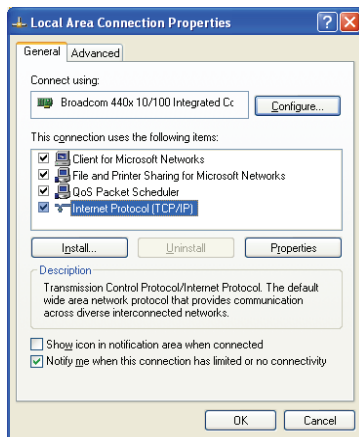 Local Area Connection Properties
General Advanced
Connect using:
Broadcom 440x 10/100 Integrated Cc
Configure...
This connection uses the following items:
Client for Microsoft Networks
File and Printer Sharing for Microsoft Networks
QoS Packet Scheduler
Internet Protocol (TCP/IP)
Install... Uninstall Properties
Description
Transmission Control Protocol/Internet Protocol. The default
wide area network protocol that provides communication
across diverse interconnected networks.
Show icon in notification area when connected
Notify me when this connection has limited or no connectivity
OK Cancel